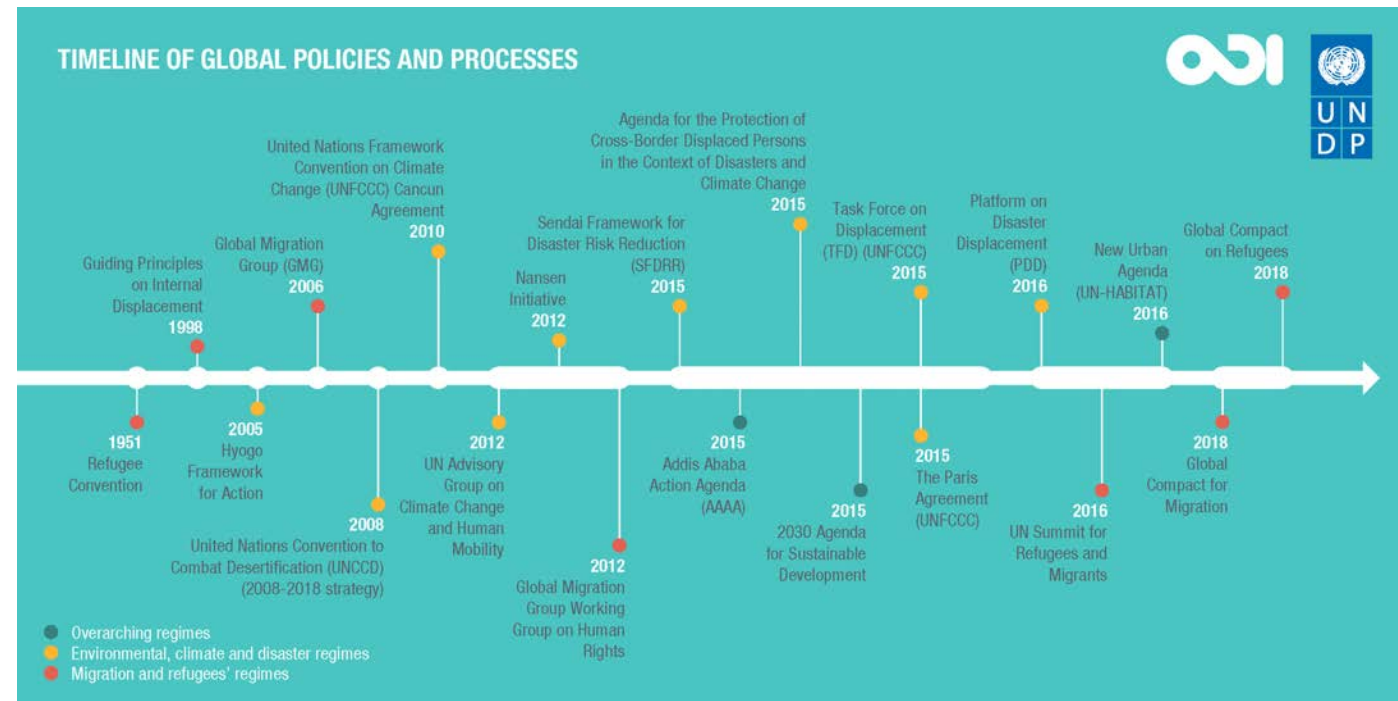 TIMELINE OF GLOBAL POLICIES AND PROCESSES
ODI
U N
D P
Guiding Principles
on Internal
Displacement
1998
Global Migration
Group (GMG)
2006
United Nations Framework
Convention on Climate
Change (UNFCCC) Cancun
Agreement
2010
Nansen
Initiative
2012
Sendai Framework for
Disaster Risk Reduction
(SFDRR)
2015
Agenda for the Protection of
Cross-Border Displaced Persons
in the Context of Disasters and
Climate Change
2015
Task Force on
Displacement
(TFD) (UNFCCC)
2015
Platform on
Disaster
Displacement
(PDD)
2016
New Urban
Agenda
(UN-HABITAT)
2016
Global Compact
on Refugees
2018
1951
Refugee
Convention
2005
Hyogo
Framework
for Action
2008
United Nations Convention to
Combat Desertification (UNCCD)
(2008-2018 strategy)
2012
UN Advisory
Group on
Climate Change
and Human
Mobility
2012
Global Migration
Group Working
Group on Human
Rights
2015
Addis Ababa
Action Agenda
(AAAA)
2015
2030 Agenda
for Sustainable
Development
2015
The Paris
Agreement
(UNFCCC)
2016
UN Summit for
Refugees and
Migrants
2018
Global
Compact for
Migration
Overarching regimes
Environmental, climate and disaster regimes
Migration and refugees' regimes